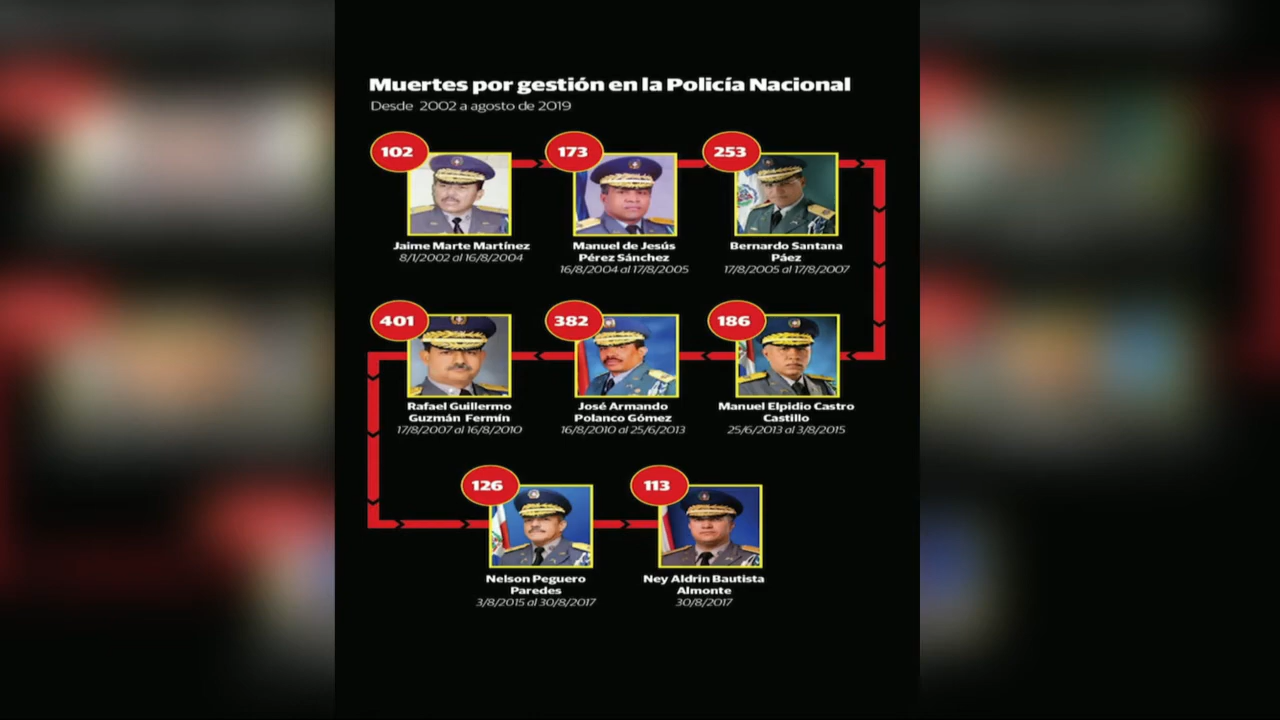 Muertes por gestión en la Policía Nacional
Desde 2002 a agosto de 2019
102
Jaime Marte Martínez
8/1/2002 al 16/8/2004
173
Manuel de Jesús
Pérez Sánchez
16/8/2004 al 17/8/2005
253
Bernardo Santana
Páez
17/8/2005 al 17/8/2007
401
Rafael Guillermo
Guzmán Fermín
17/8/2007 al 16/8/2010
382
José Armando
Polanco Gómez
16/8/2010 al 25/6/2013
186
Manuel Elpidio Castro
Castillo
25/6/2013 al 3/8/2015
126
Nelson Peguero
Paredes
3/8/2015 al 30/8/2017
113
Ney Aldrin Bautista
Almonte
30/8/2017